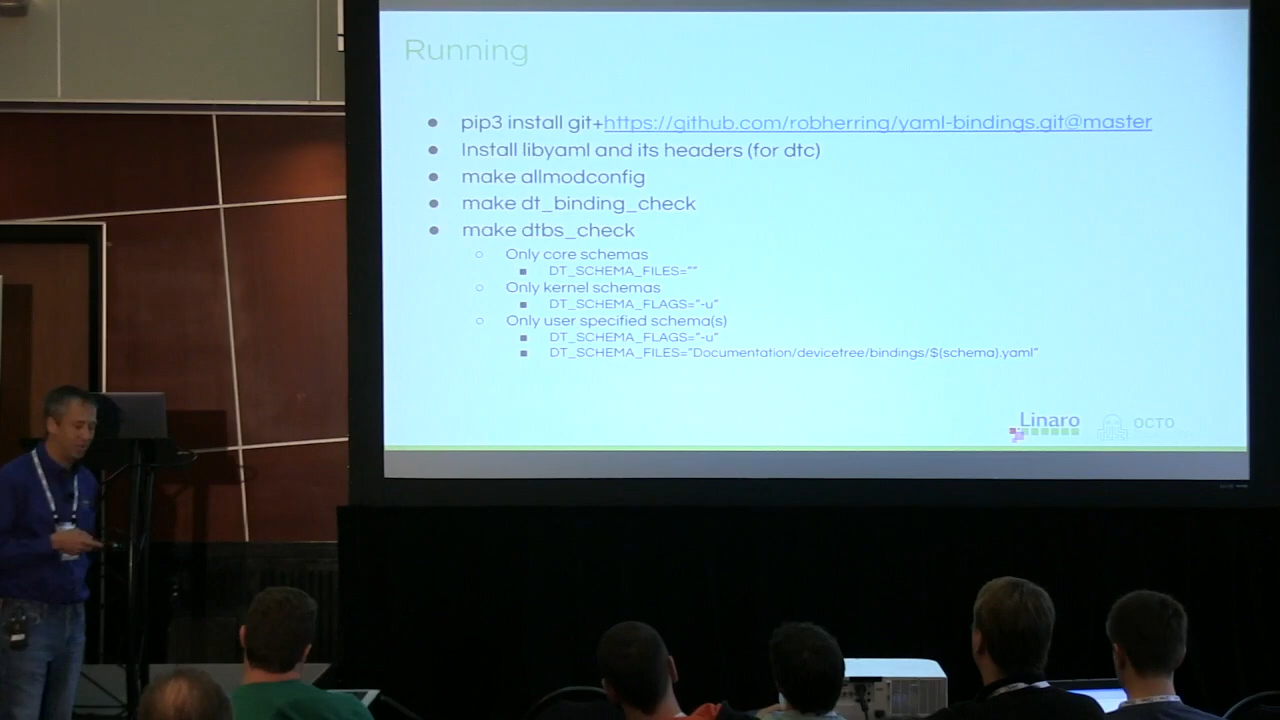 Running
● pip3 install git+https://github.com/robherring/yaml-bindings.git@master
● Install libyaml and its headers (for dtc)
● make allmodconfig
● make dt_binding_check
● make dtbs_check
○ Only core schemas
■ DT_SCHEMA_FILES=""
○ Only kernel schemas
■ DT_SCHEMA_FLAGS="-u"
○ Only user specified schema(s)
■ DT_SCHEMA_FLAGS="-u"
■ DT_SCHEMA_FILES="Documentation/devicetree/bindings/$(schema).yaml"
Linaro OCTO